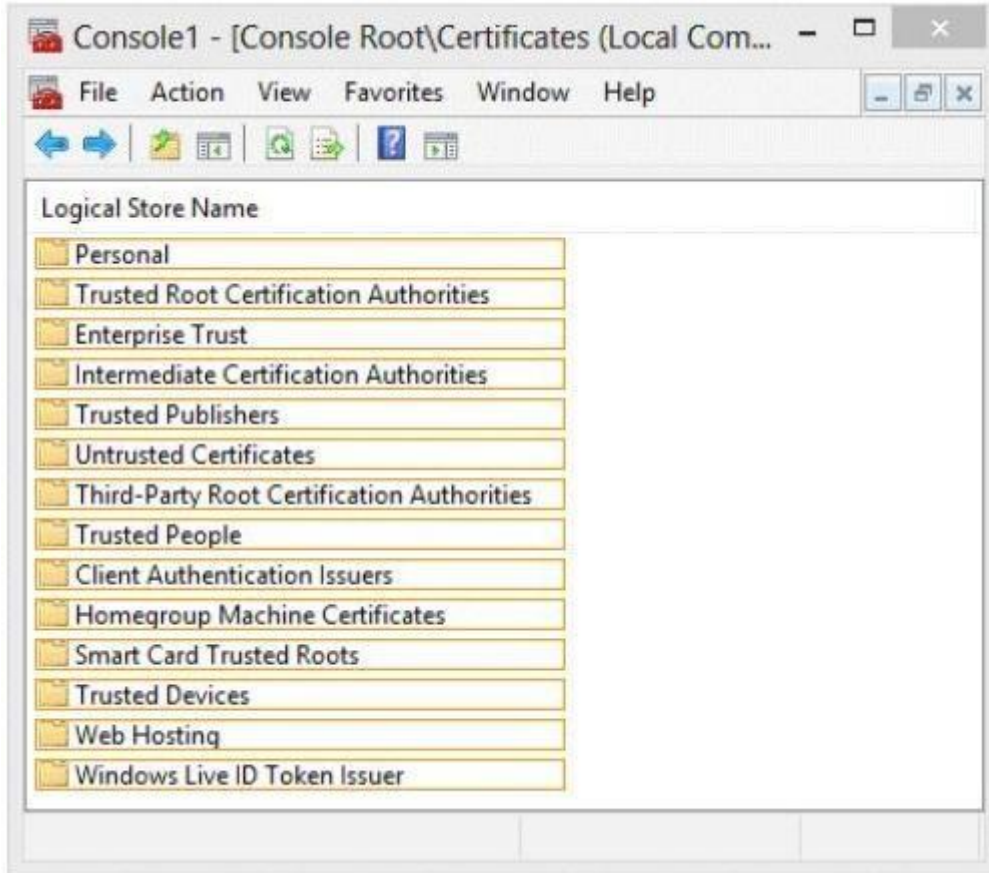 Console1 - [Console Root\Certificates (Local Com...
File Action View Favorites Window Help
Logical Store Name
Personal
Trusted Root Certification Authorities
Enterprise Trust
Intermediate Certification Authorities
Trusted Publishers
Untrusted Certificates
Third-Party Root Certification Authorities
Trusted People
Client Authentication Issuers
Homegroup Machine Certificates
Smart Card Trusted Roots
Trusted Devices
Web Hosting
Windows Live ID Token Issuer